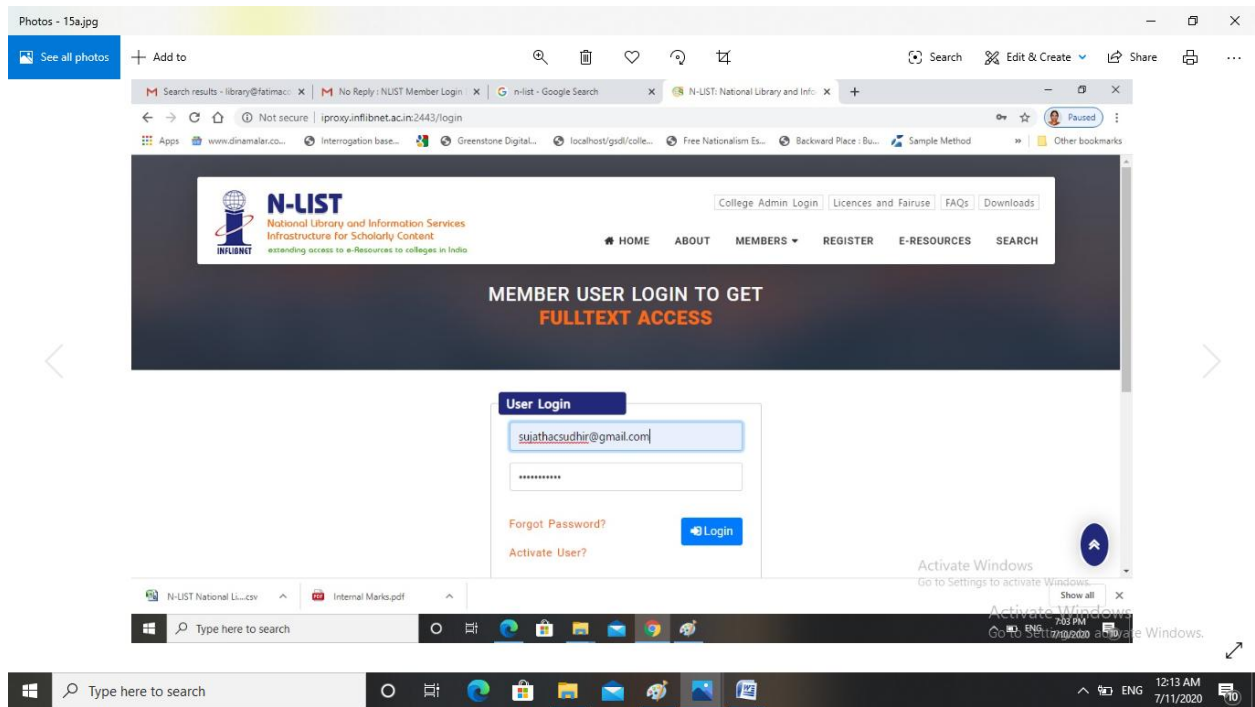 Photos - 15a.jpg
See all photos
Add to
Search
Edit & Create
Share
Search results - library@fatimac
No Reply : NLIST Member Login
n-list - Google Search
N-LIST: National Library and Info
Not secure | iproxy.inflibnet.ac.in:2443/login
Paused
Apps
www.dinamalar.co...
Interrogation base...
Greenstone Digital...
localhost/gsdl/colle...
Free Nationalism Es...
Backward Place : Bu...
Sample Method
Other bookmarks
INFLIBNET
N-LIST
National Library and Information Services
Infrastructure for Scholarly Content
extending access to e-Resources to colleges in India
College Admin Login
Licences and Fairuse
FAQs
Downloads
HOME
ABOUT
MEMBERS
REGISTER
E-RESOURCES
SEARCH
MEMBER USER LOGIN TO GET
FULLTEXT ACCESS
User Login
sujathacsudhir@gmail.com
Forgot Password?
Login
Activate User?
Activate Windows
Go to Settings to activate Windows.
N-LIST National Li....csv
PDF
Internal Marks.pdf
Show all
Type here to search
ENG
7:03 PM
7/10/2020
Activate Windows
Type here to search
ENG
12:13 AM
7/11/2020
10